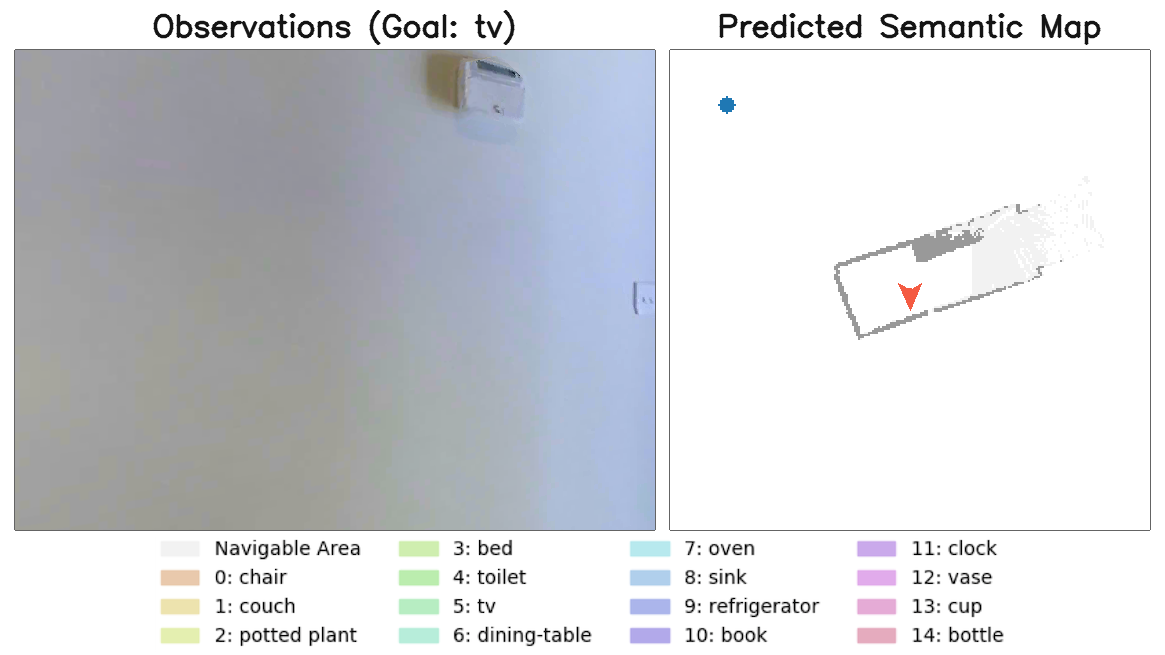 Observations (Goal: tv)
Predicted Semantic Map
Navigable Area
0: chair
1: couch
2: potted plant
3: bed
4: toilet
5: tv
6: dining-table
7: oven
8: sink
9: refrigerator
10: book
11: clock
12: vase
13: cup
14: bottle